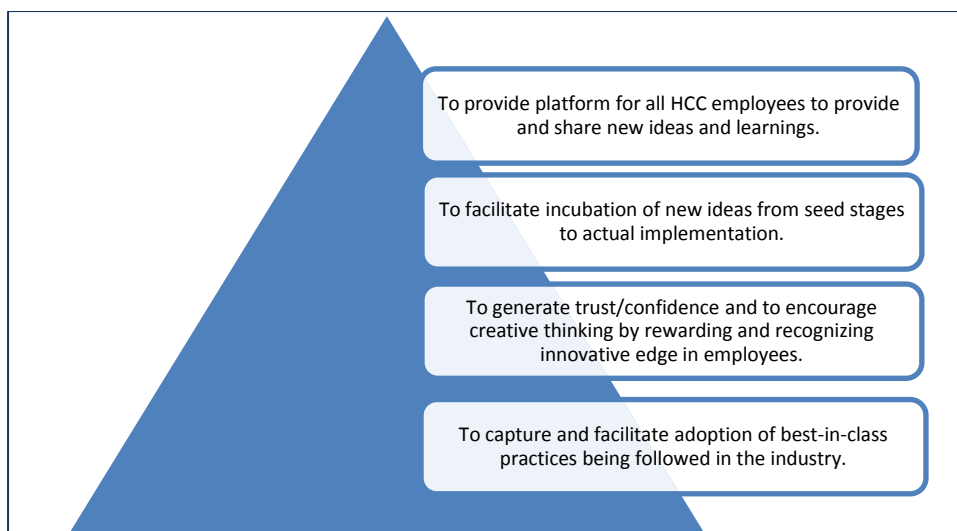 To provide platform for all HCC employees to provide
and share new ideas and learnings.
To facilitate incubation of new ideas from seed stages
to actual implementation.
To generate trust/confidence and to encourage
creative thinking by rewarding and recognizing
innovative edge in employees.
To capture and facilitate adoption of best-in-class
practices being followed in the industry.